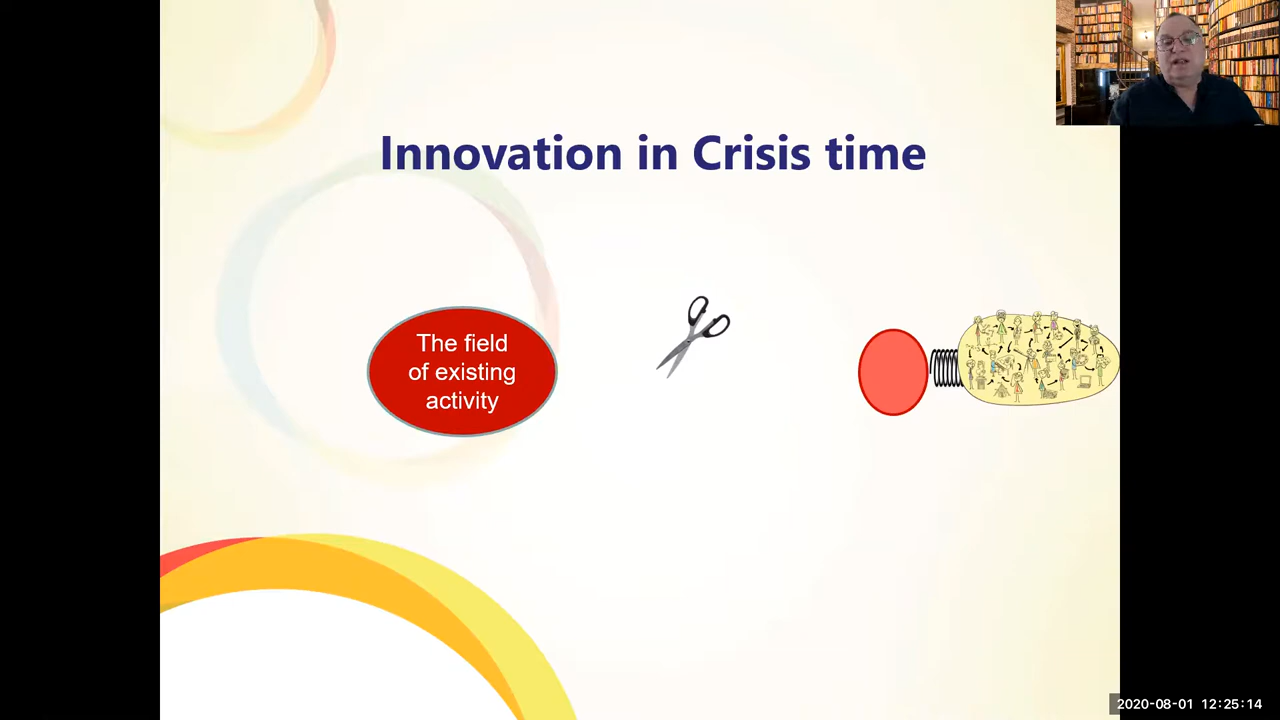 Innovation in Crisis time
The field
of existing
activity
2020-08-01 12:25:14